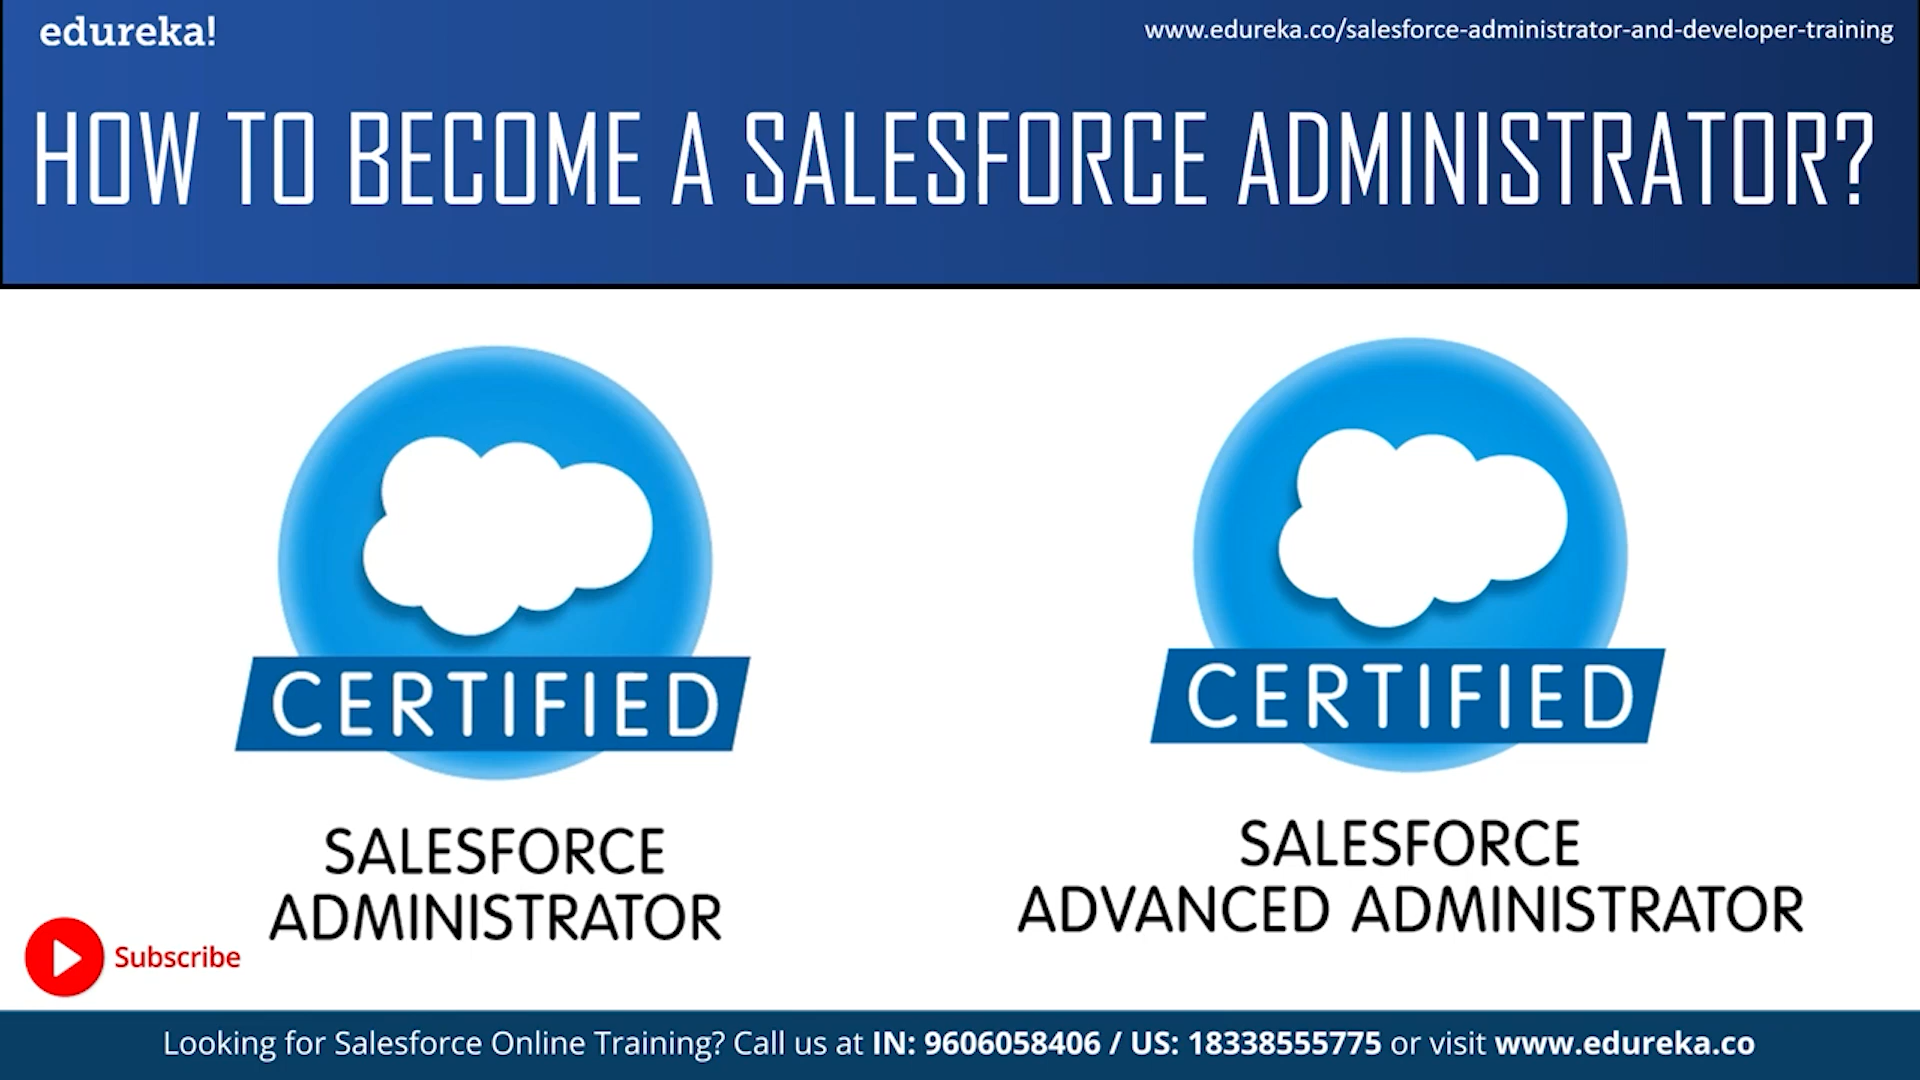 edureka!
www.edureka.co/salesforce-administrator-and-developer-training
HOW TO BECOME A SALESFORCE ADMINISTRATOR?
CERTIFIED
SALESFORCE
ADMINISTRATOR
CERTIFIED
SALESFORCE
ADVANCED ADMINISTRATOR
Subscribe
Looking for Salesforce Online Training? Call us at IN: 9606058406 / US: 18338555775 or visit www.edureka.co